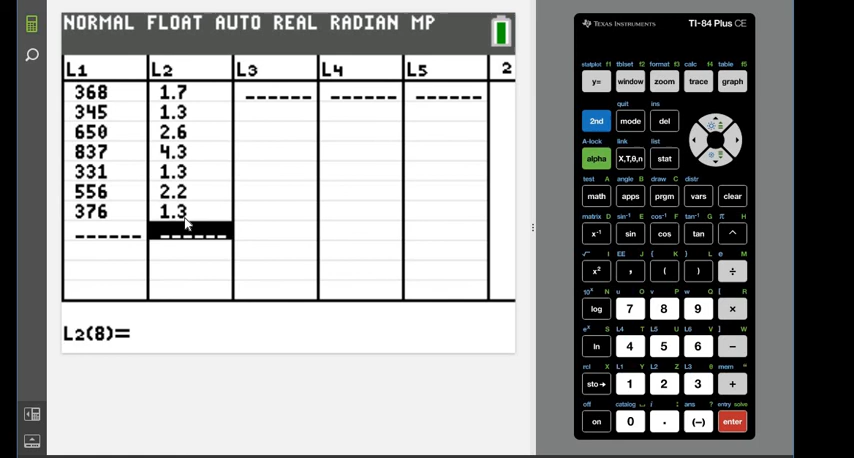 NORMAL FLOAT AUTO REAL RADIAN MP
L1 L2 L3 L4 L5 2
368 1.7 ------ ------ ------
345 1.3
650 2.6
837 4.3
331 1.3
556 2.2
376 1.3
------ ------
L2(8)=
TEXAS INSTRUMENTS TI-84 Plus CE
statplot f1 tblset f2 format f3 calc f4 table f5
y= window zoom trace graph
quit ins
2nd mode del
A-lock link list
alpha X,T,θ,n stat
test A angle B draw C distr
math apps prgm vars clear
matrix D sin⁻¹ E cos⁻¹ F tan⁻¹ G π H
x⁻¹ sin cos tan ^
√ I EE J { K } L e M
x² , ( ) ÷
10ˣ N u O v P w Q [ R
log 7 8 9 ×
eˣ S L4 T L5 U L6 V ] W
ln 4 5 6 −
rcl X L1 Y L2 Z L3 θ mem "
sto→ 1 2 3 +
off catalog ⎵ i : ans ? entry solve
on 0 . (−) enter